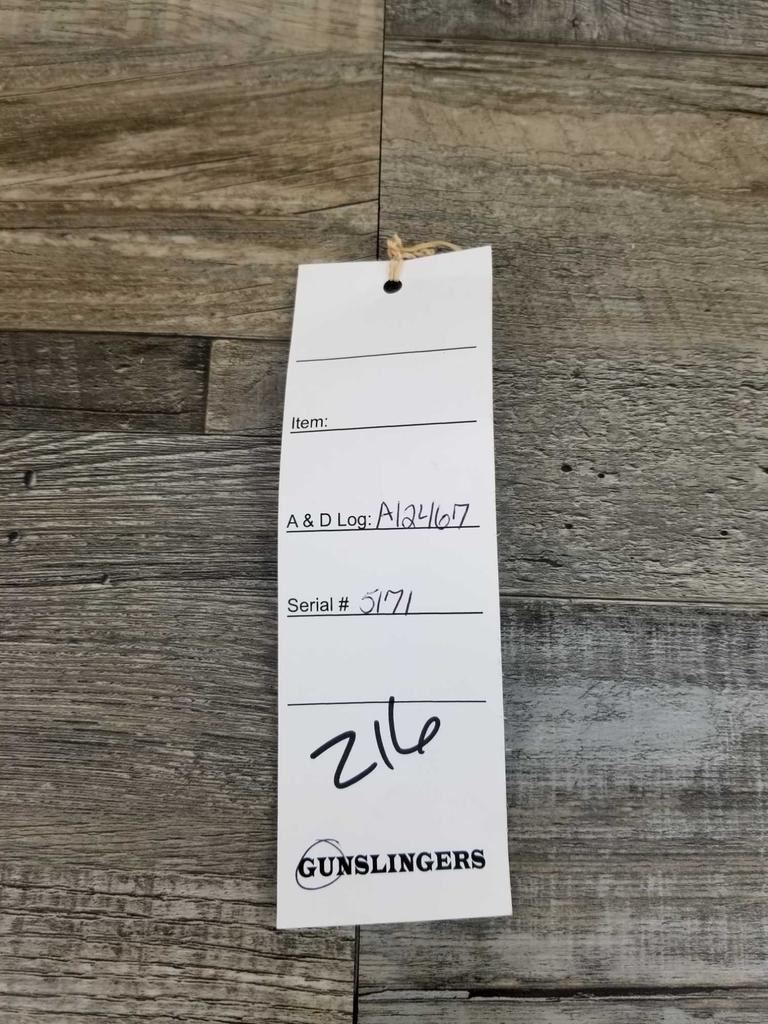 Item:
A & D Log: A12467
Serial # 5171
216
GUNSLINGERS